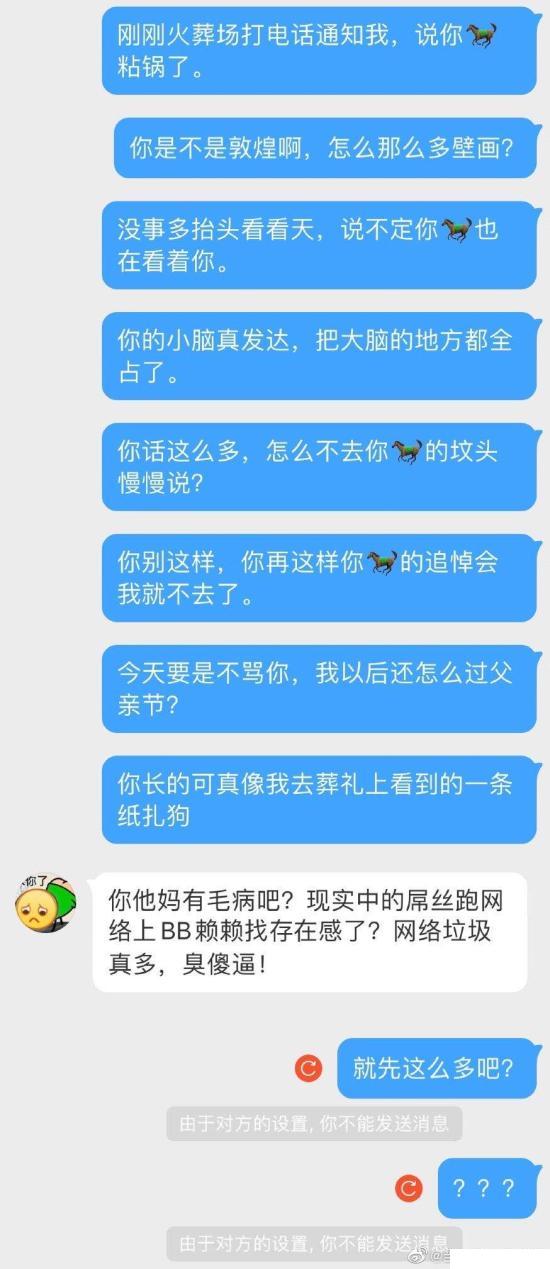 刚刚火葬场打电话通知我，说你🐎
粘锅了。
你是不是敦煌啊，怎么那么多壁画？
没事多抬头看看天，说不定你🐎也
在看着你。
你的小脑真发达，把大脑的地方都全
占了。
你话这么多，怎么不去你🐎的坟头
慢慢说？
你别这样，你再这样你🐎的追悼会
我就不去了。
今天要是不骂你，我以后还怎么过父
亲节？
你长的可真像我去葬礼上看到的一条
纸扎狗
你了
你他妈有毛病吧？现实中的屌丝跑网
络上BB赖赖找存在感了？网络垃圾
真多，臭傻逼！
就先这么多吧？
由于对方的设置, 你不能发送消息
？？？
由于对方的设置, 你不能发送消息